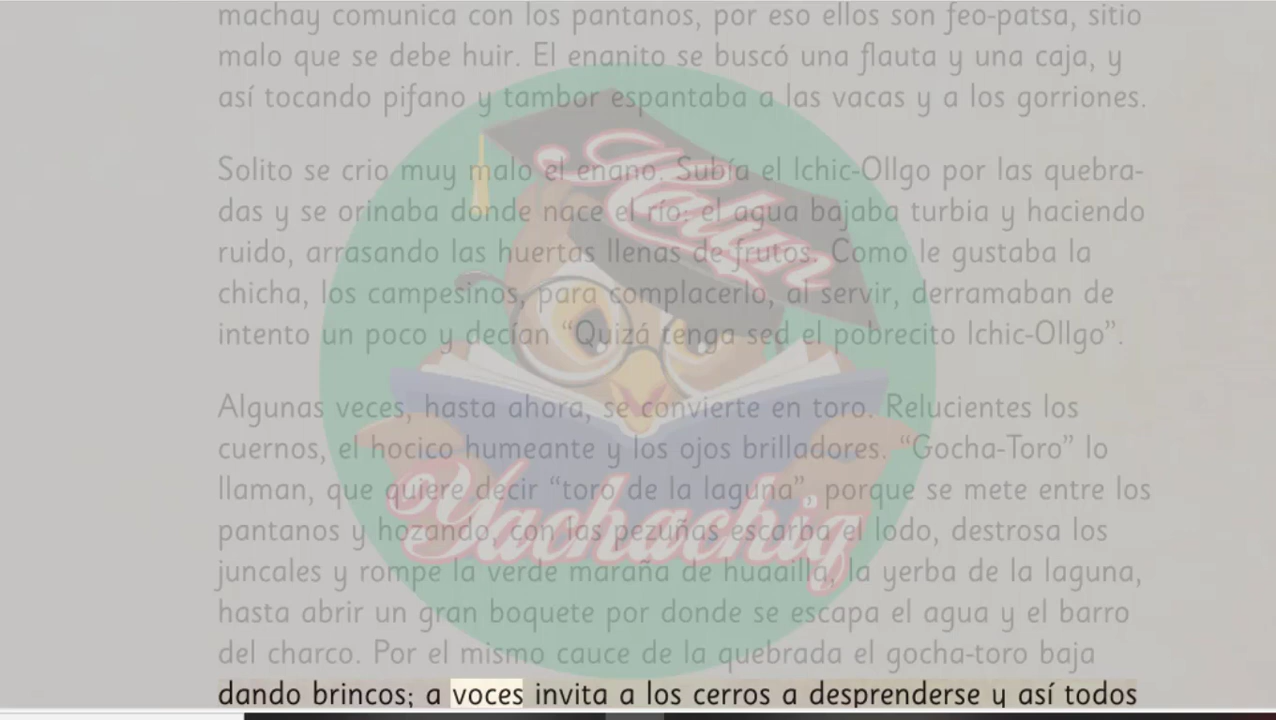 machay comunica con los pantanos, por eso ellos son feo-patsa, sitio
malo que se debe huir. El enanito se buscó una flauta y una caja, y
así tocando pifano y tambor espantaba a las vacas y a los gorriones.
Solito se crio muy malo el enano. Subía el Ichic-Ollgo por las quebra-
das y se orinaba donde nace el río; el agua bajaba turbia y haciendo
ruido, arrasando las huertas llenas de frutos. Como le gustaba la
chicha, los campesinos, para complacerlo, al servir, derramaban de
intento un poco y decían “Quizá tenga sed el pobrecito Ichic-Ollgo”.
Algunas veces, hasta ahora, se convierte en toro. Relucientes los
cuernos, el hocico humeante y los ojos brilladores. “Gocha-Toro” lo
llaman, que quiere decir “toro de la laguna”, porque se mete entre los
pantanos y hozando, con las pezuñas escarba el lodo, destrosa los
juncales y rompe la verde maraña de huaailla, la yerba de la laguna,
hasta abrir un gran boquete por donde se escapa el agua y el barro
del charco. Por el mismo cauce de la quebrada el gocha-toro baja
dando brincos; a voces invita a los cerros a desprenderse y así todos
Yachachiq